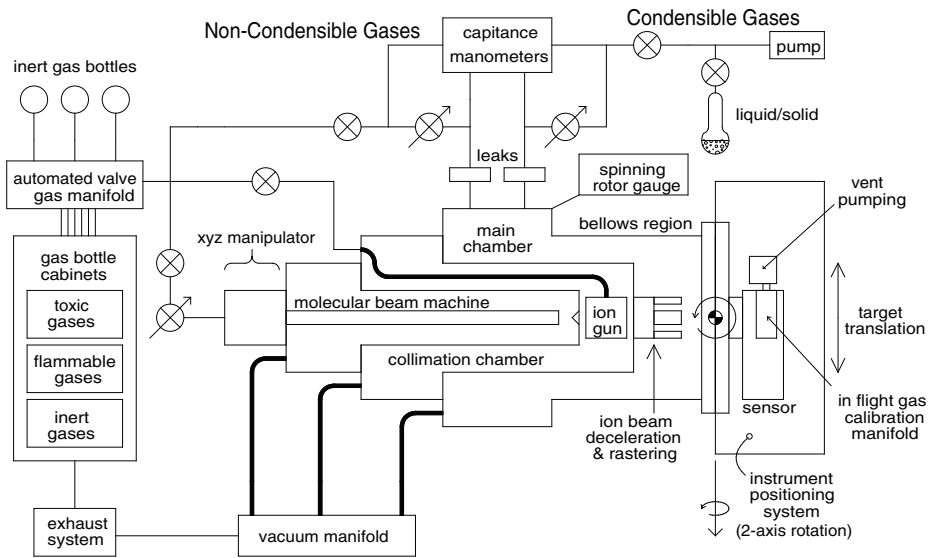 Non-Condensible Gases
Condensible Gases
capitance
manometers
pump
inert gas bottles
liquid/solid
leaks
automated valve
gas manifold
spinning
rotor gauge
vent
pumping
main
chamber
bellows region
xyz manipulator
gas bottle
cabinets
toxic
gases
flammable
gases
inert
gases
molecular beam machine
ion
gun
target
translation
collimation chamber
sensor
in flight gas
calibration
manifold
ion beam
deceleration
& rastering
instrument
positioning
system
(2-axis rotation)
exhaust
system
vacuum manifold